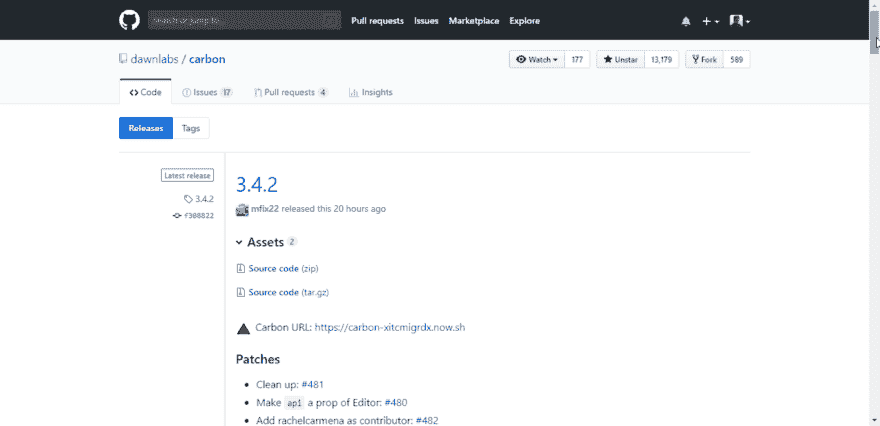 Search or jump to...
Pull requests Issues Marketplace Explore
dawnlabs / carbon
Watch 177 Unstar 13,179 Fork 589
Code Issues 17 Pull requests 4 Insights
Releases Tags
Latest release
3.4.2
f308822
3.4.2
mfix22 released this 20 hours ago
Assets 2
Source code (zip)
Source code (tar.gz)
Carbon URL: https://carbon-xitcmigrdx.now.sh
Patches
Clean up: #481
Make api a prop of Editor: #480
Add rachelcarmena as contributor: #482